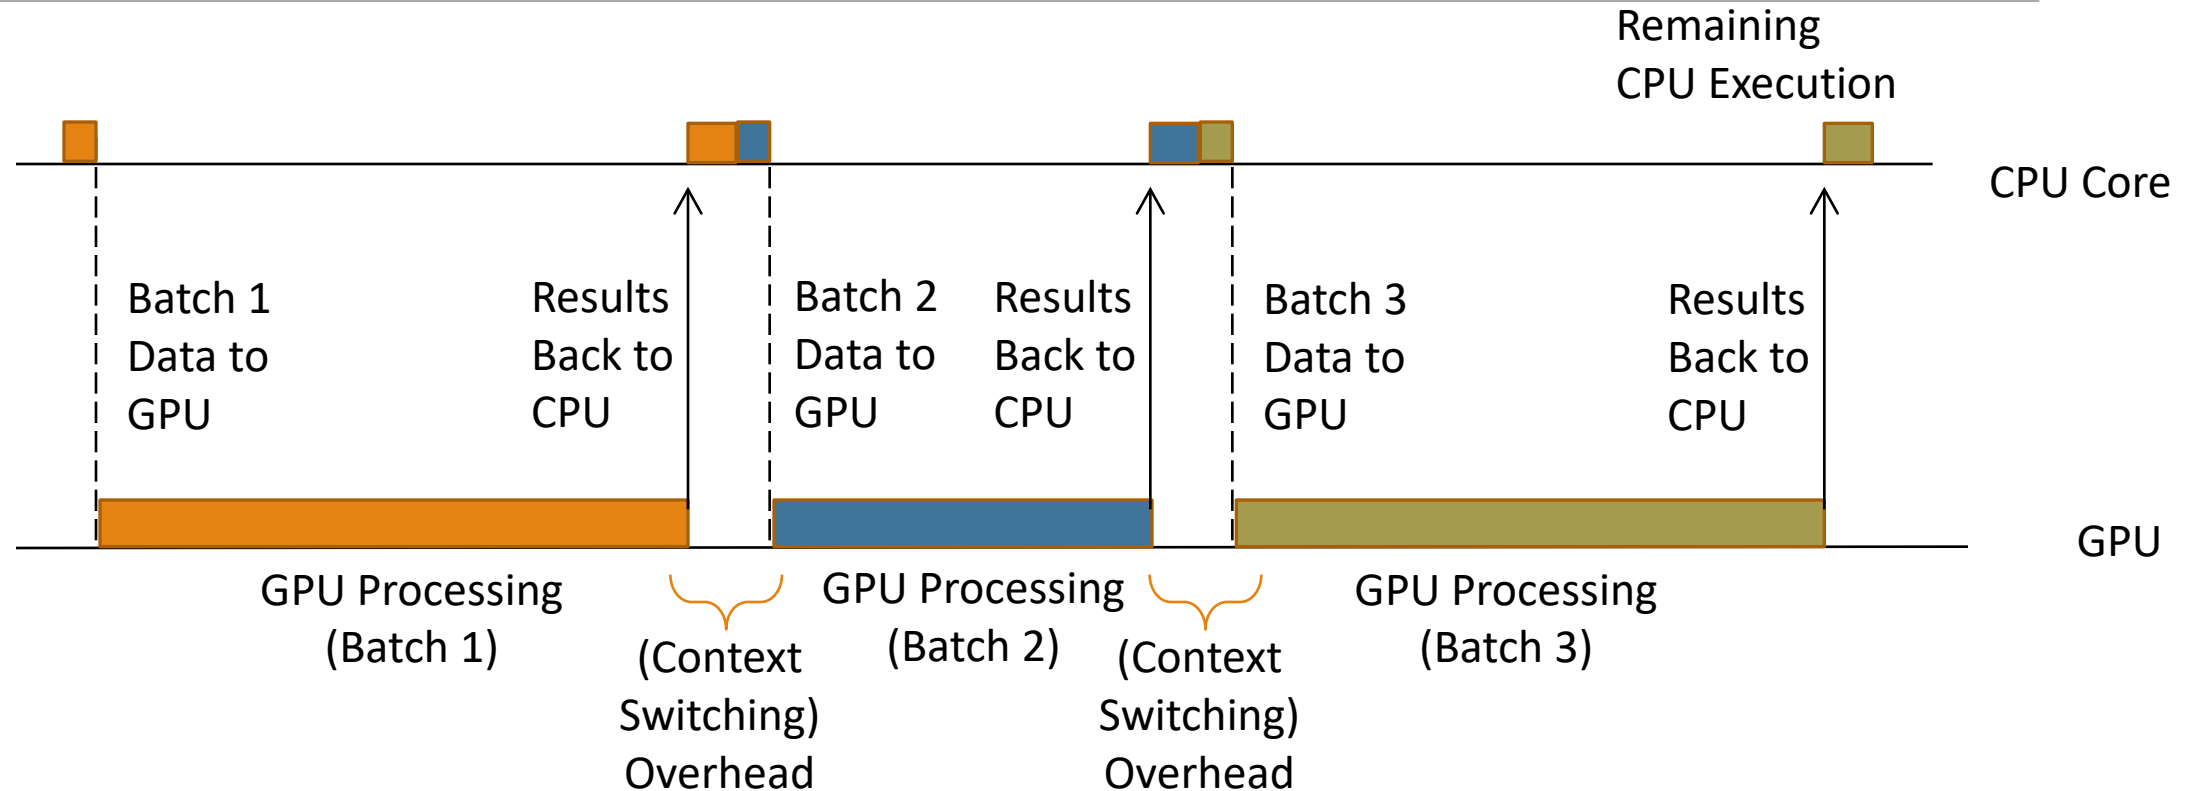 Remaining
CPU Execution
CPU Core
Batch 1
Data to
GPU
Results
Back to
CPU
Batch 2
Data to
GPU
Results
Back to
CPU
Batch 3
Data to
GPU
Results
Back to
CPU
GPU
GPU Processing
(Batch 1)
(Context
Switching)
Overhead
GPU Processing
(Batch 2)
(Context
Switching)
Overhead
GPU Processing
(Batch 3)